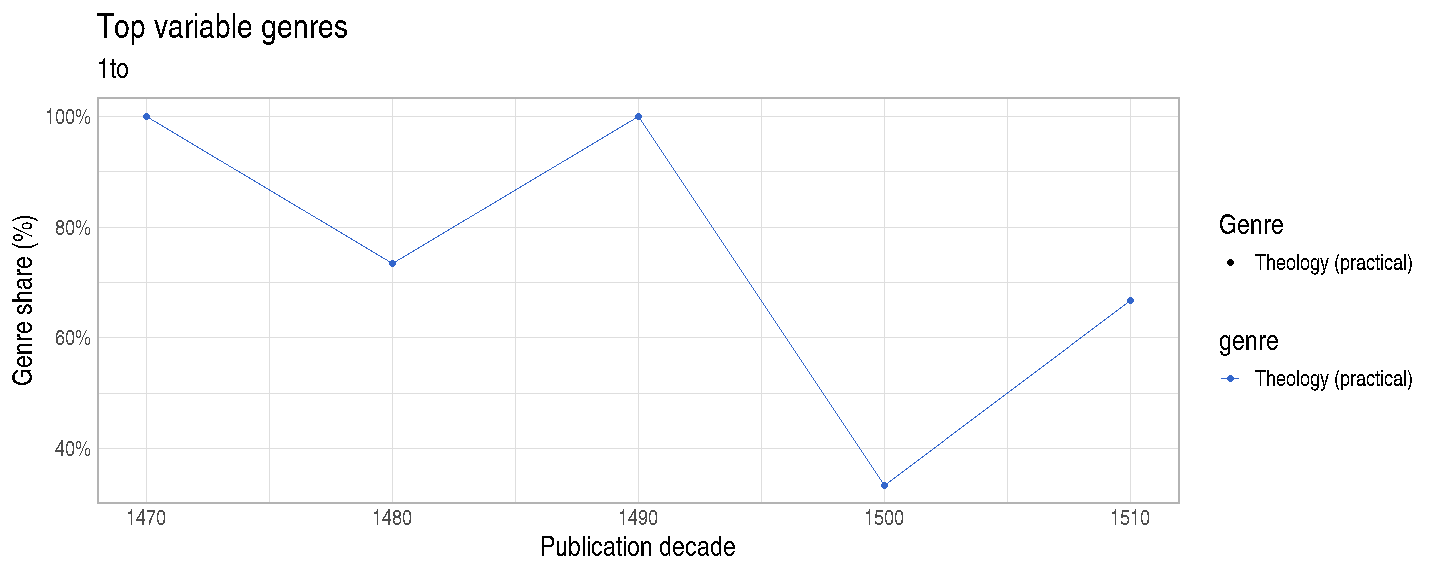 Top variable genres
1to
Genre share (%)
100%
80%
60%
40%
1470
1480
1490
1500
1510
Publication decade
Genre
Theology (practical)
genre
Theology (practical)